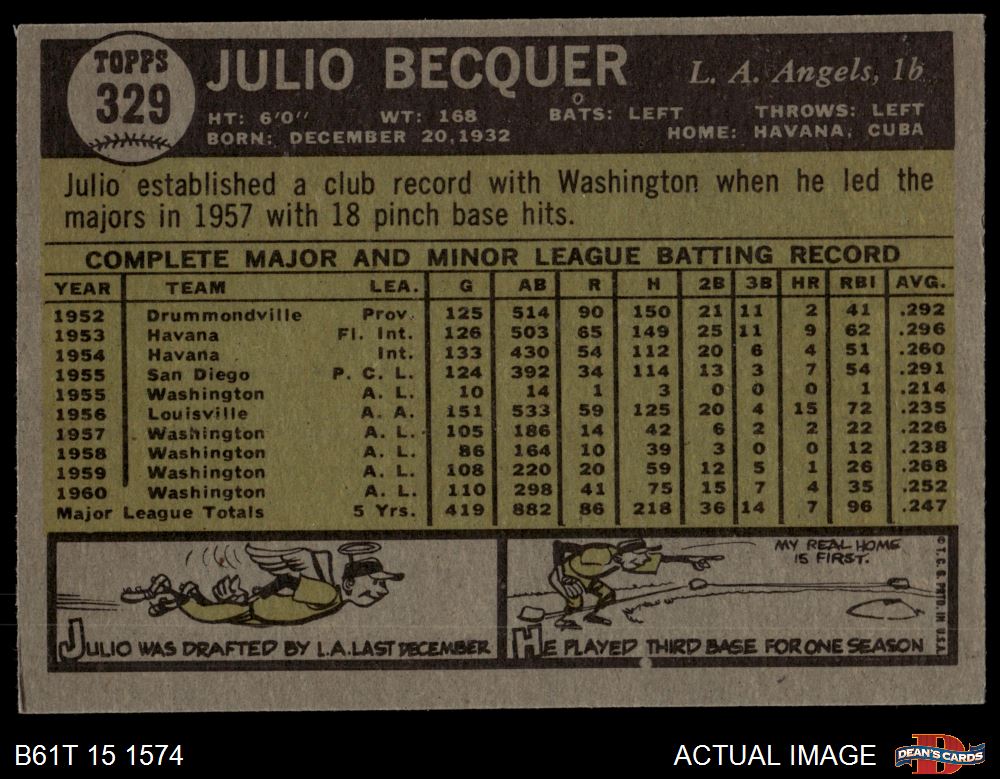 TOPPS
329
JULIO BECQUER
L. A. Angels, 1b
HT: 6'0" WT: 168 BATS: LEFT THROWS: LEFT
BORN: DECEMBER 20, 1932 HOME: HAVANA, CUBA
Julio established a club record with Washington when he led the
majors in 1957 with 18 pinch base hits.
COMPLETE MAJOR AND MINOR LEAGUE BATTING RECORD
YEAR TEAM LEA. G AB R H 2B 3B HR RBI AVG.
1952 Drummondville Prov. 125 514 90 150 21 11 2 41 .292
1953 Havana Fl. Int. 126 503 65 149 25 11 9 62 .296
1954 Havana Int. 133 430 54 112 20 6 4 51 .260
1955 San Diego P. C. L. 124 392 34 114 13 3 7 54 .291
1955 Washington A. L. 10 14 1 3 0 0 0 1 .214
1956 Louisville A. A. 151 533 59 125 20 4 15 72 .235
1957 Washington A. L. 105 186 14 42 6 2 2 22 .226
1958 Washington A. L. 86 164 10 39 3 0 0 12 .238
1959 Washington A. L. 108 220 20 59 12 5 1 26 .268
1960 Washington A. L. 110 298 41 75 15 7 4 35 .252
Major League Totals 5 Yrs. 419 882 86 218 36 14 7 96 .247
MY REAL HOME
IS FIRST.
JULIO WAS DRAFTED BY L.A. LAST DECEMBER
HE PLAYED THIRD BASE FOR ONE SEASON
© T. C. G. PRTD. IN U.S.A.
B61T 15 1574
ACTUAL IMAGE
DEAN'S CARDS